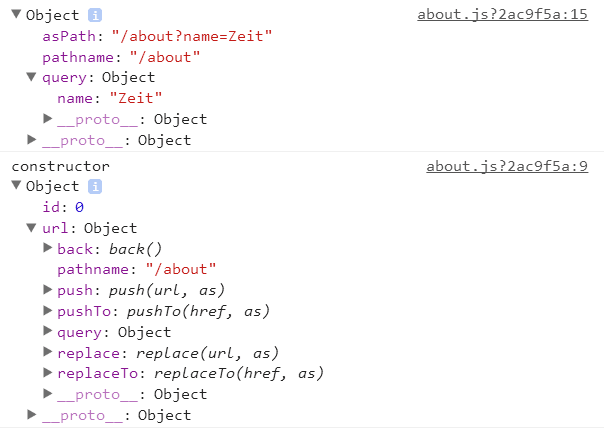 Object i about.js?2ac9f5a:15
asPath: "/about?name=Zeit"
pathname: "/about"
query: Object
name: "Zeit"
__proto__: Object
__proto__: Object
constructor about.js?2ac9f5a:9
Object i
id: 0
url: Object
back: back()
pathname: "/about"
push: push(url, as)
pushTo: pushTo(href, as)
query: Object
replace: replace(url, as)
replaceTo: replaceTo(href, as)
__proto__: Object
__proto__: Object